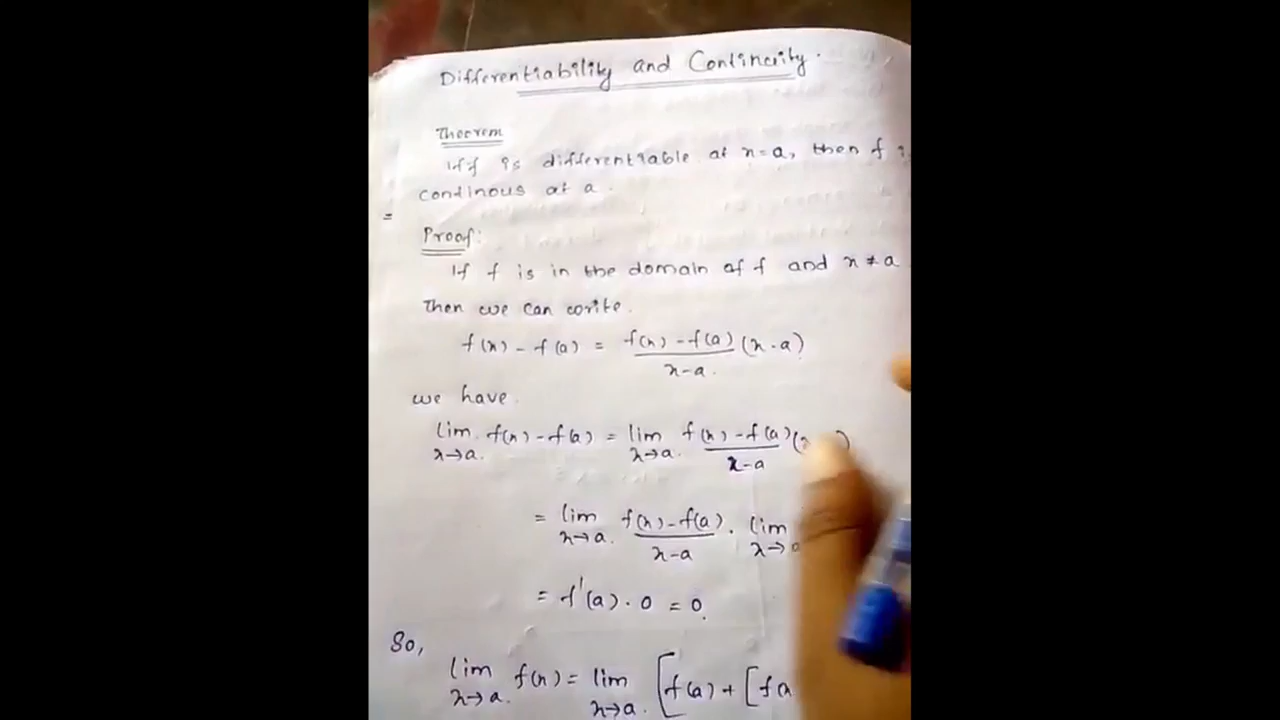 Differentiability and Continuity.
Theorem
If f is differentiable at x=a, then f
continous at a.
=
Proof:
If f is in the domain of f and x ≠ a
Then we can write.
f(x) - f(a) = f(x) - f(a) / x-a. (x-a)
we have.
lim x→a. f(x) - f(a) = lim x→a. f(x) - f(a) / x-a
= lim x→a. f(x) - f(a) / x-a . lim x→a
= f'(a) . 0 = 0.
So,
lim x→a. f(x) = lim x→a. [f(a) + [f